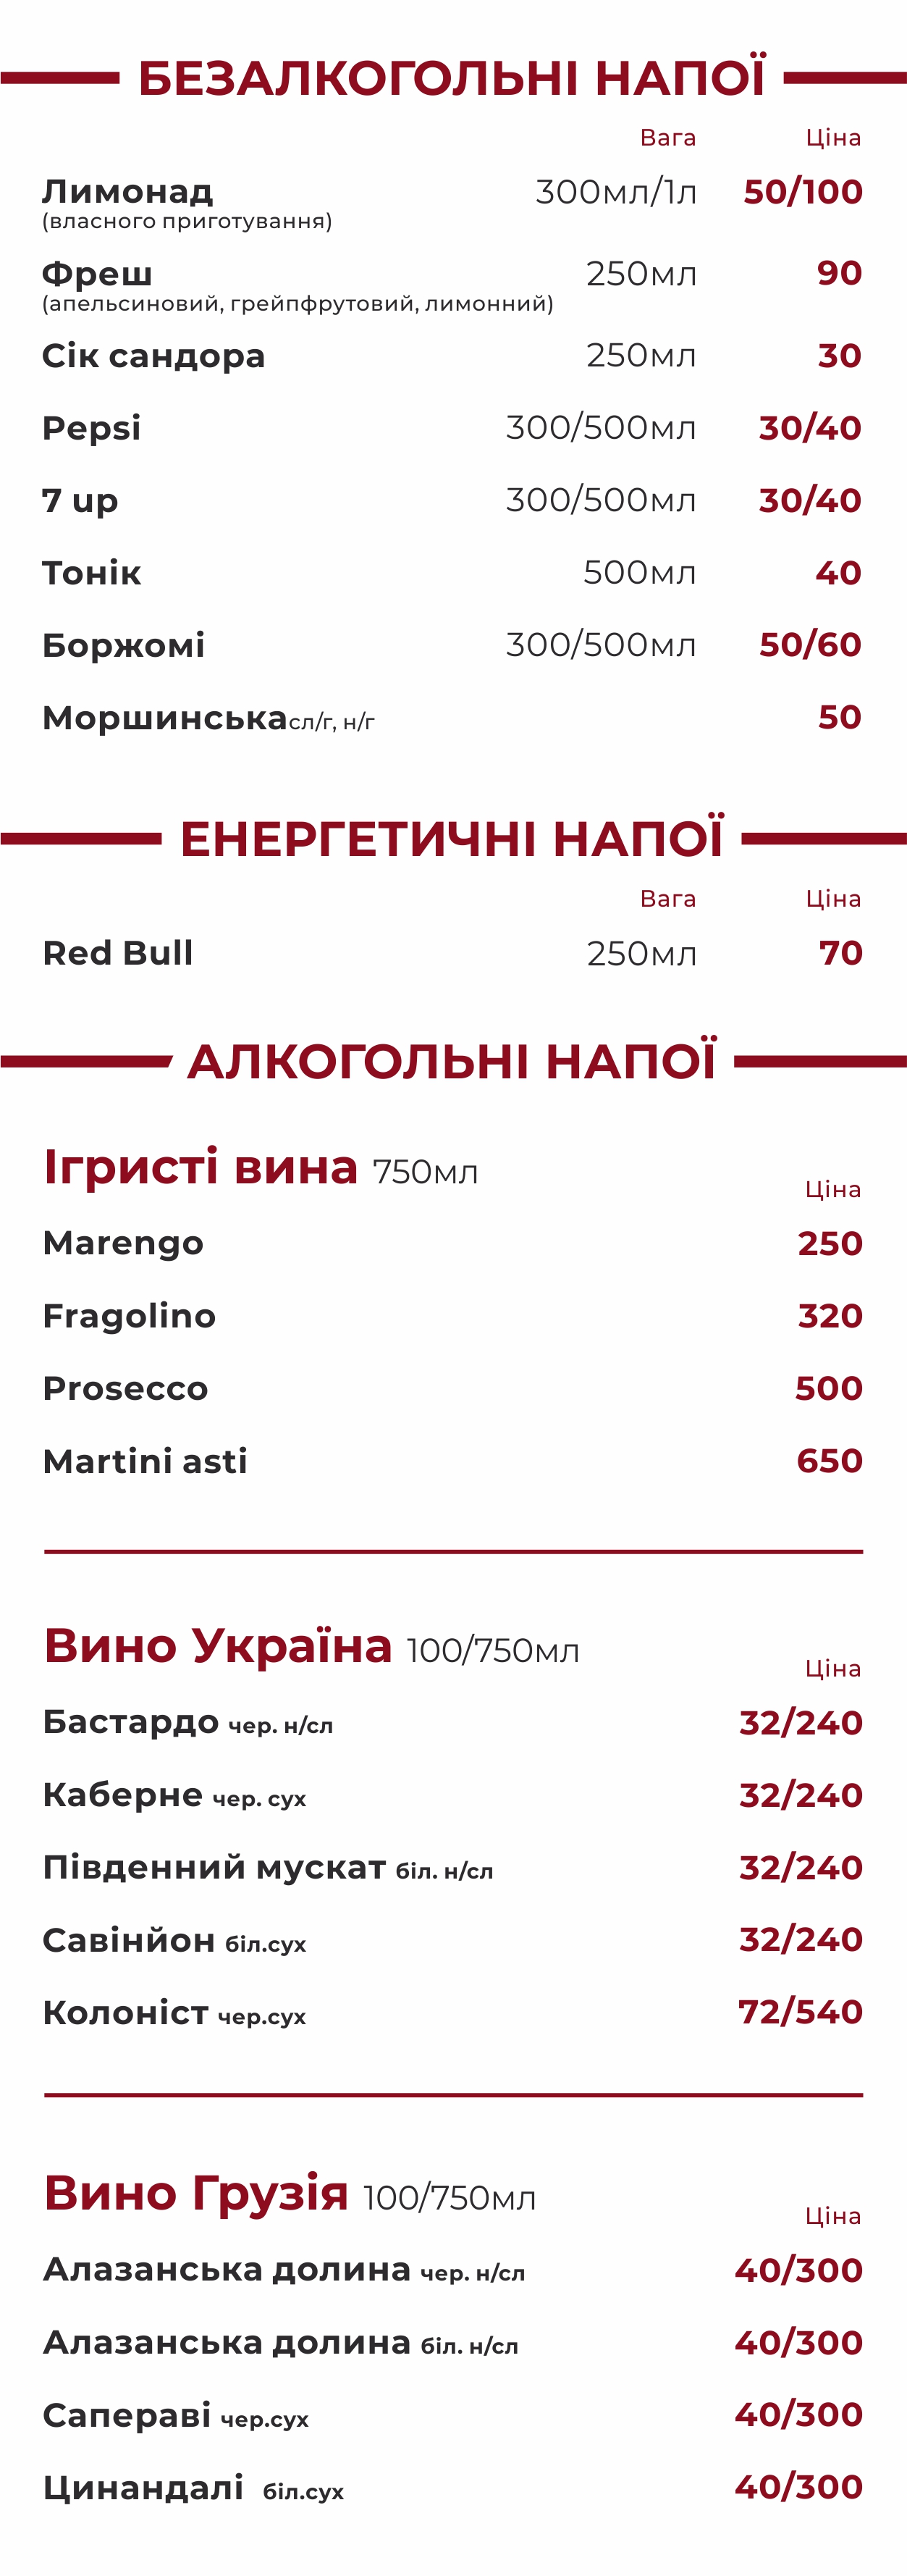 БЕЗАЛКОГОЛЬНІ НАПОЇ
Вага Ціна
Лимонад 300мл/1л 50/100
(власного приготування)
Фреш 250мл 90
(апельсиновий, грейпфрутовий, лимонний)
Сік сандора 250мл 30
Pepsi 300/500мл 30/40
7 up 300/500мл 30/40
Тонік 500мл 40
Боржомі 300/500мл 50/60
Моршинська сл/г, н/г 50
ЕНЕРГЕТИЧНІ НАПОЇ
Вага Ціна
Red Bull 250мл 70
АЛКОГОЛЬНІ НАПОЇ
Ігристі вина 750мл
Ціна
Marengo 250
Fragolino 320
Prosecco 500
Martini asti 650
Вино Україна 100/750мл
Ціна
Бастардо чер. н/сл 32/240
Каберне чер. сух 32/240
Південний мускат біл. н/сл 32/240
Савінйон біл.сух 32/240
Колоніст чер.сух 72/540
Вино Грузія 100/750мл
Ціна
Алазанська долина чер. н/сл 40/300
Алазанська долина біл. н/сл 40/300
Сапераві чер.сух 40/300
Цинандалі біл.сух 40/300